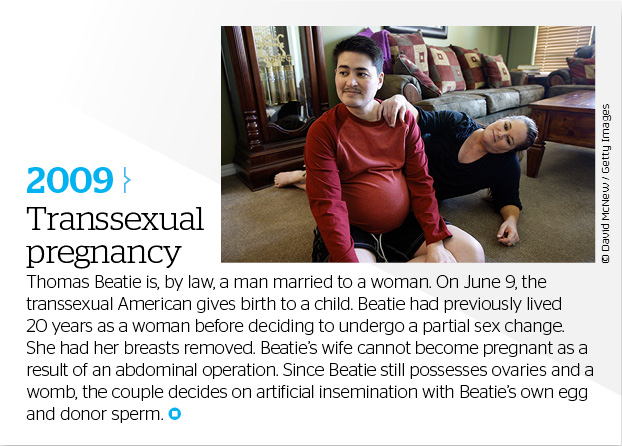 2009
Transsexual
pregnancy
Thomas Beatie is, by law, a man married to a woman. On June 9, the
transsexual American gives birth to a child. Beatie had previously lived
20 years as a woman before deciding to undergo a partial sex change.
She had her breasts removed. Beatie's wife cannot become pregnant as a
result of an abdominal operation. Since Beatie still possesses ovaries and a
womb, the couple decides on artificial insemination with Beatie's own egg
and donor sperm.
© David McNew / Getty Images